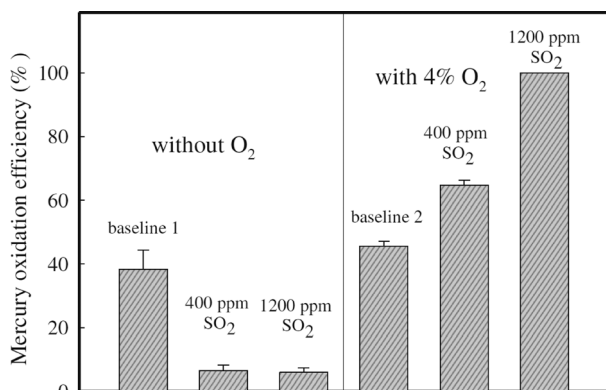 Mercury oxidation efficiency (%)
100
80
60
40
20
0
without O2
baseline 1
400 ppm
SO2
1200 ppm
SO2
with 4% O2
baseline 2
400 ppm
SO2
1200 ppm
SO2